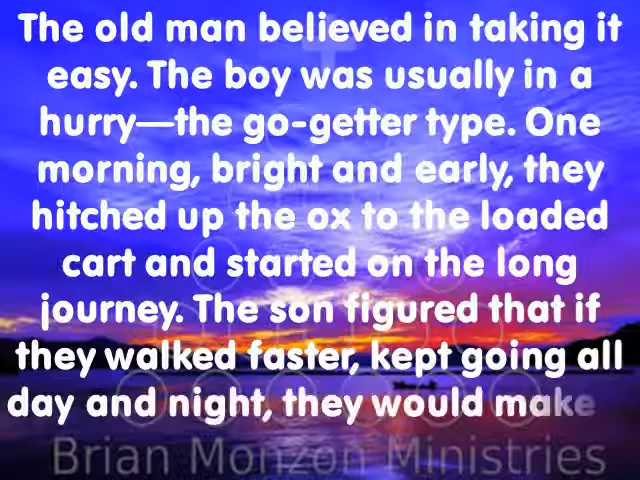 The old man believed in taking it
easy. The boy was usually in a
hurry—the go-getter type. One
morning, bright and early, they
hitched up the ox to the loaded
cart and started on the long
journey. The son figured that if
they walked faster, kept going all
day and night, they would make
Brian Monzon Ministries